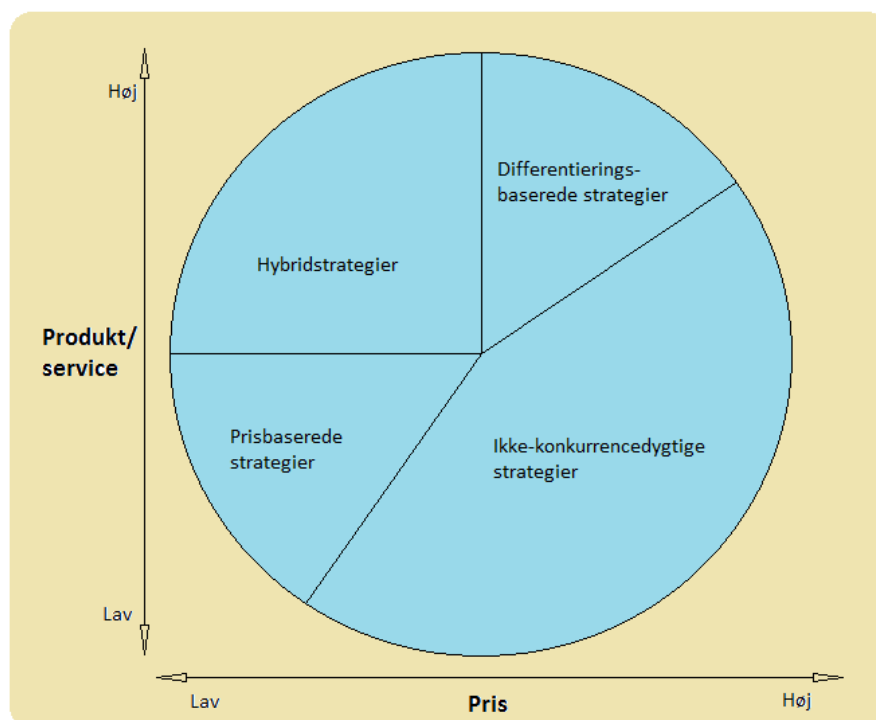 Høj
Differentierings-
baserede strategier
Hybridstrategier
Produkt/
service
Prisbaserede
strategier
Ikke-konkurrencedygtige
strategier
Lav
Lav
Pris
Høj